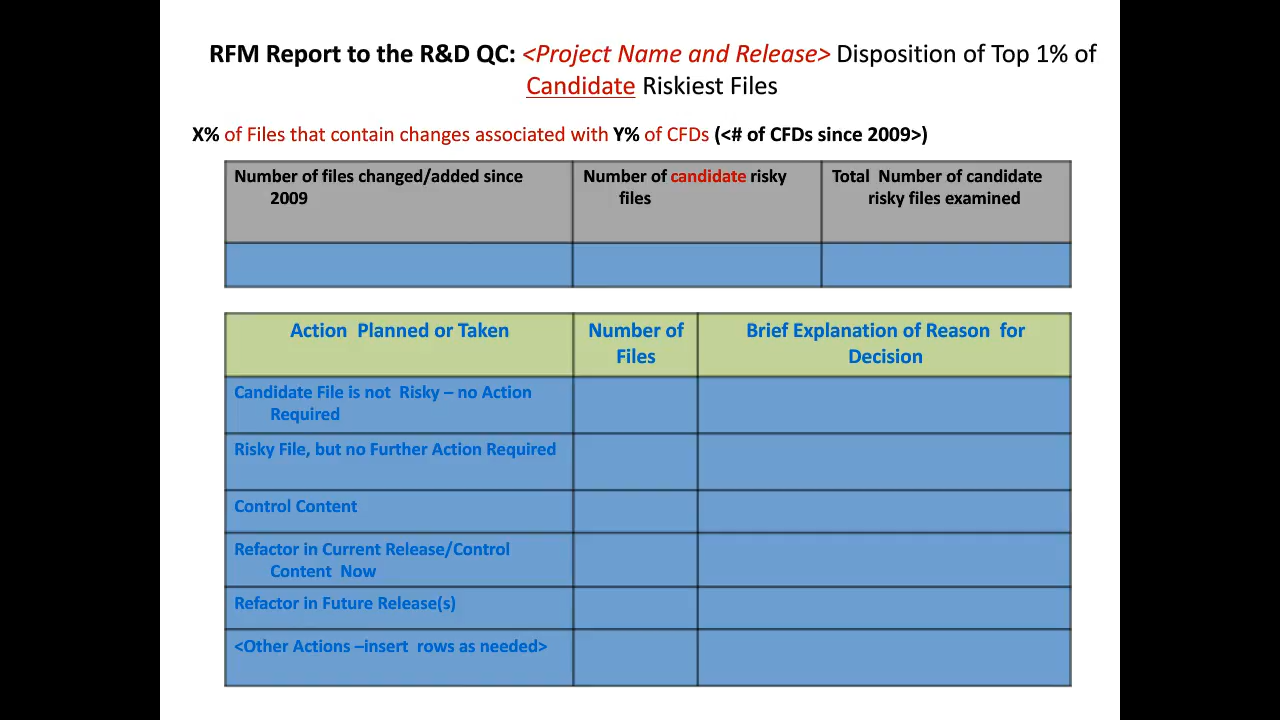 RFM Report to the R&D QC: <Project Name and Release> Disposition of Top 1% of
Candidate Riskiest Files
X% of Files that contain changes associated with Y% of CFDs (<# of CFDs since 2009>)
Number of files changed/added since
2009
Number of candidate risky
files
Total Number of candidate
risky files examined
Action Planned or Taken
Number of
Files
Brief Explanation of Reason for
Decision
Candidate File is not Risky – no Action
Required
Risky File, but no Further Action Required
Control Content
Refactor in Current Release/Control
Content Now
Refactor in Future Release(s)
<Other Actions –insert rows as needed>